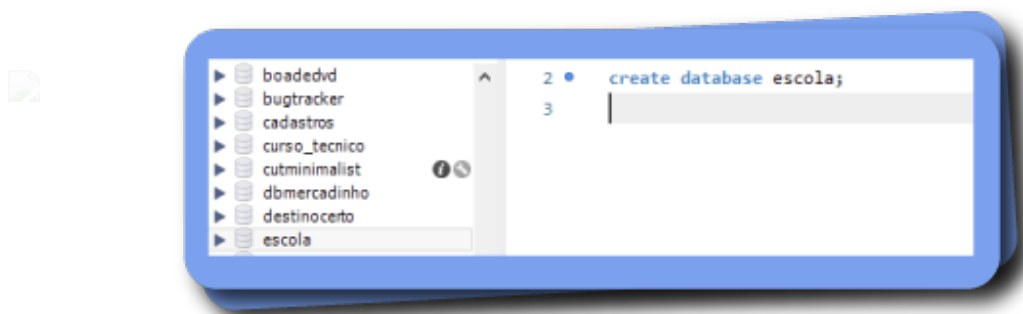 boadedvd
bugtracker
cadastros
curso_tecnico
cutminimalist
dbmercadinho
destinocerto
escola
2 create database escola;
3